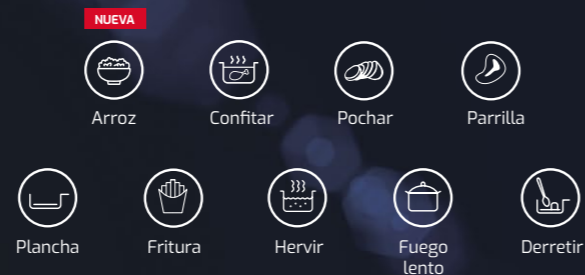 NUEVA
Arroz
Confitar
Pochar
Parrilla
Plancha
Fritura
Hervir
Fuego
lento
Derretir